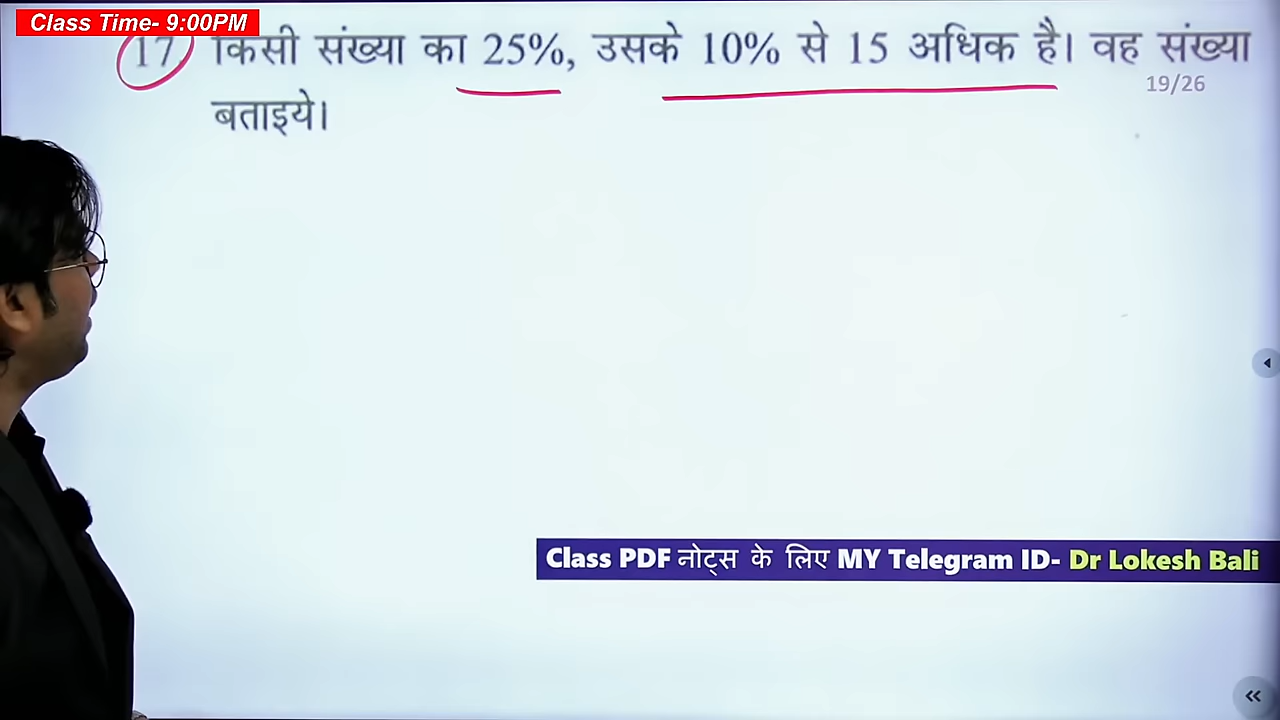 Class Time- 9:00PM
17. किसी संख्या का 25%, उसके 10% से 15 अधिक है। वह संख्या
19/26
बताइये।
Class PDF नोट्स के लिए MY Telegram ID- Dr Lokesh Bali